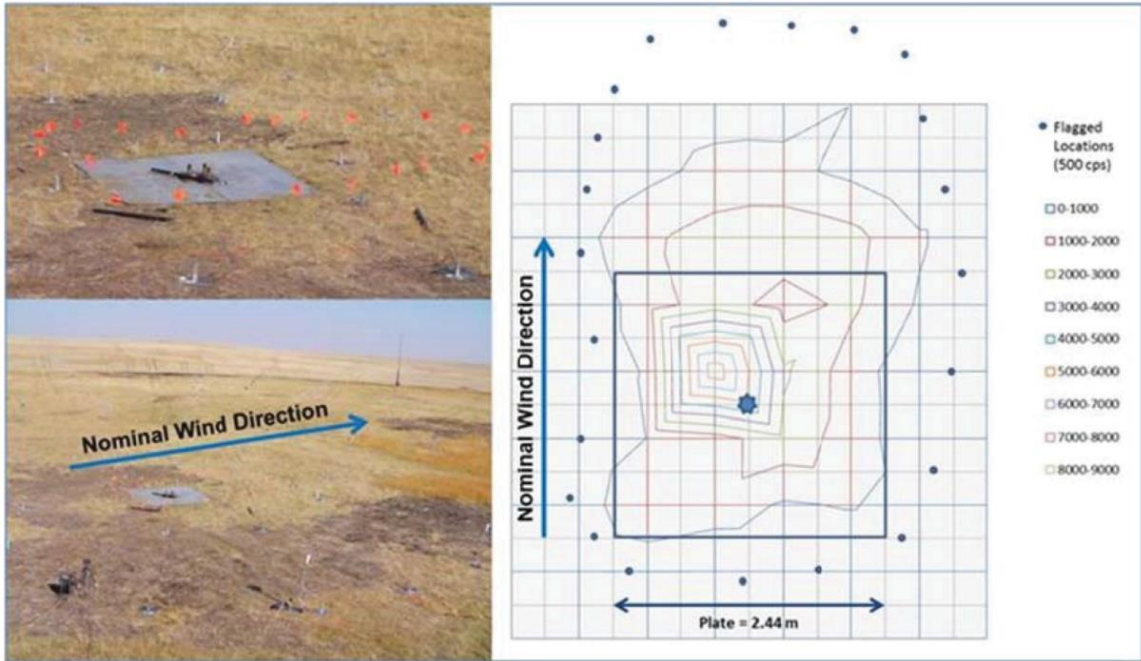 Nominal Wind Direction
Nominal Wind Direction
Plate = 2.44 m
Flagged
Locations
(500 cps)
0-1000
1000-2000
2000-3000
3000-4000
4000-5000
5000-6000
6000-7000
7000-8000
8000-9000